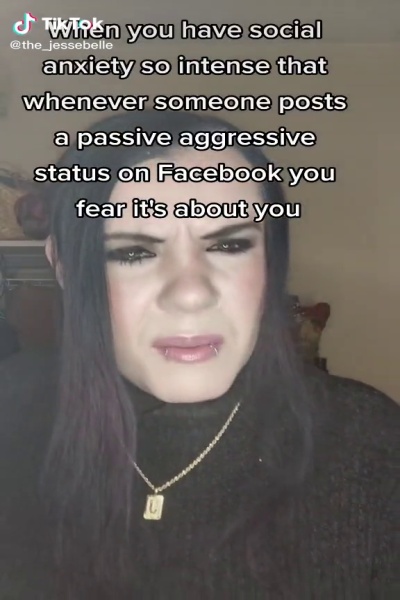 TikTok
@the_jessebelle
When you have social
anxiety so intense that
whenever someone posts
a passive aggressive
status on Facebook you
fear it's about you